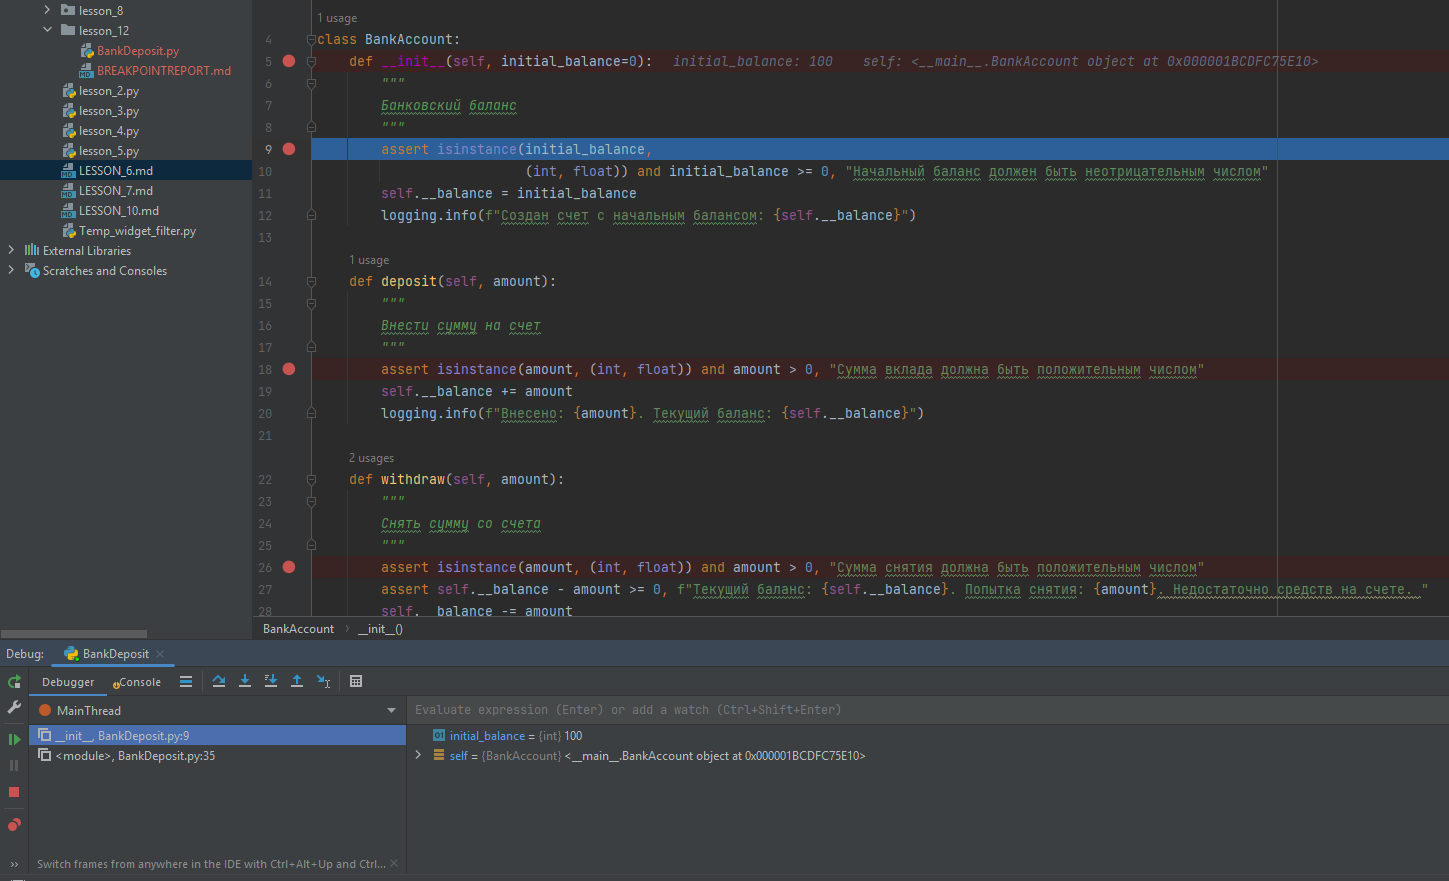 lesson_8
lesson_12
BankDeposit.py
BREAKPOINTREPORT.md
lesson_2.py
lesson_3.py
lesson_4.py
lesson_5.py
LESSON_6.md
LESSON_7.md
LESSON_10.md
Temp_widget_filter.py
External Libraries
Scratches and Consoles
1 usage
4 class BankAccount:
5 def __init__(self, initial_balance=0): initial_balance: 100 self: <__main__.BankAccount object at 0x000001BCDFC75E10>
6 """
7 Банковский баланс
8 """
9 assert isinstance(initial_balance,
10 (int, float)) and initial_balance >= 0, "Начальный баланс должен быть неотрицательным числом"
11 self.__balance = initial_balance
12 logging.info(f"Создан счет с начальным балансом: {self.__balance}")
13
1 usage
14 def deposit(self, amount):
15 """
16 Внести сумму на счет
17 """
18 assert isinstance(amount, (int, float)) and amount > 0, "Сумма вклада должна быть положительным числом"
19 self.__balance += amount
20 logging.info(f"Внесено: {amount}. Текущий баланс: {self.__balance}")
21
2 usages
22 def withdraw(self, amount):
23 """
24 Снять сумму со счета
25 """
26 assert isinstance(amount, (int, float)) and amount > 0, "Сумма снятия должна быть положительным числом"
27 assert self.__balance - amount >= 0, f"Текущий баланс: {self.__balance}. Попытка снятия: {amount}. Недостаточно средств на счете. "
28 self.__balance -= amount
BankAccount › __init__()
Debug: BankDeposit
Debugger Console
MainThread
Evaluate expression (Enter) or add a watch (Ctrl+Shift+Enter)
__init__, BankDeposit.py:9
<module>, BankDeposit.py:35
initial_balance = {int} 100
self = {BankAccount} <__main__.BankAccount object at 0x000001BCDFC75E10>
Switch frames from anywhere in the IDE with Ctrl+Alt+Up and Ctrl...